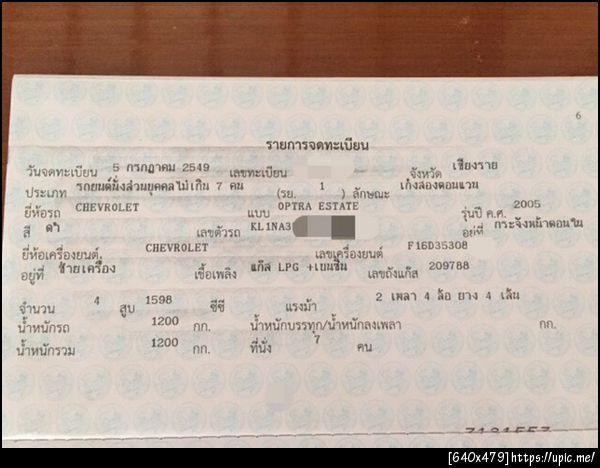 6
รายการจดทะเบียน
วันจดทะเบียน 5 กรกฎาคม 2549 เลขทะเบียน จังหวัด เชียงราย
ประเภท รถยนต์นั่งส่วนบุคคลไม่เกิน 7 คน (รย. 1 ) ลักษณะ เก๋งสองตอนแวน
ยี่ห้อรถ CHEVROLET แบบ OPTRA ESTATE รุ่นปี ค.ศ. 2005
สี ดำ เลขตัวรถ KL1NA3 อยู่ที่ กระจังหน้าตอนใน
ยี่ห้อเครื่องยนต์ CHEVROLET เลขเครื่องยนต์ F16D35308
อยู่ที่ ซ้ายเครื่อง เชื้อเพลิง แก๊ส LPG +เบนซิน เลขถังแก๊ส 209788
จำนวน 4 สูบ 1598 ซีซี แรงม้า 2 เพลา 4 ล้อ ยาง 4 เส้น
น้ำหนักรถ 1200 กก. น้ำหนักบรรทุก/น้ำหนักลงเพลา กก.
น้ำหนักรวม 1200 กก. ที่นั่ง 7 คน
[640x479]https://upic.me/